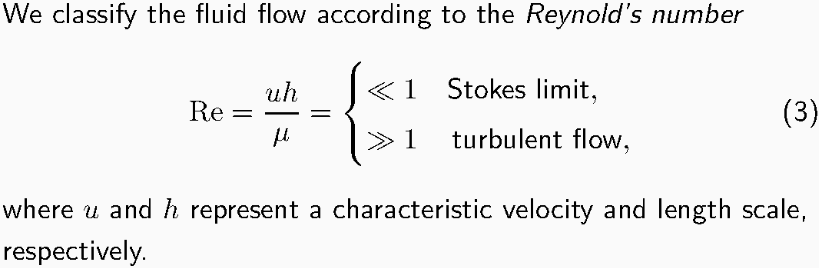 We classify the fluid flow according to the Reynold's number
Re = uh/μ = { ≪ 1 Stokes limit,
≫ 1 turbulent flow, (3)
where u and h represent a characteristic velocity and length scale,
respectively.